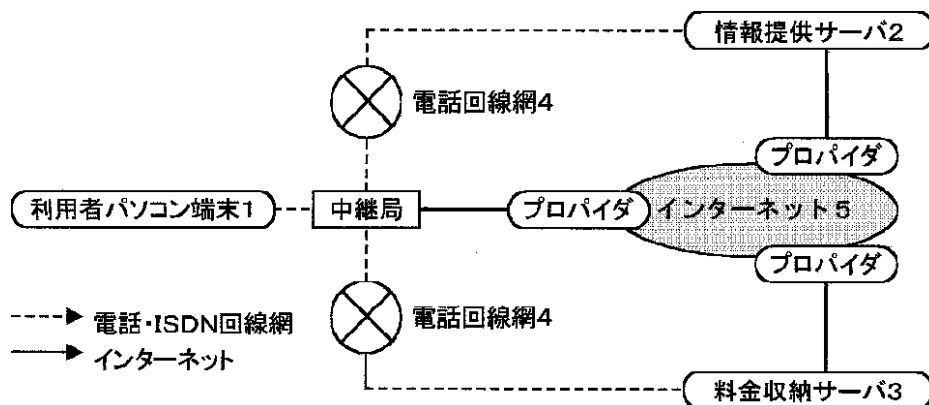 情報提供サーバ2
電話回線網4
プロバイダ
利用者パソコン端末1
中継局
プロバイダ
インターネット5
プロバイダ
電話・ISDN回線網
電話回線網4
インターネット
料金収納サーバ3